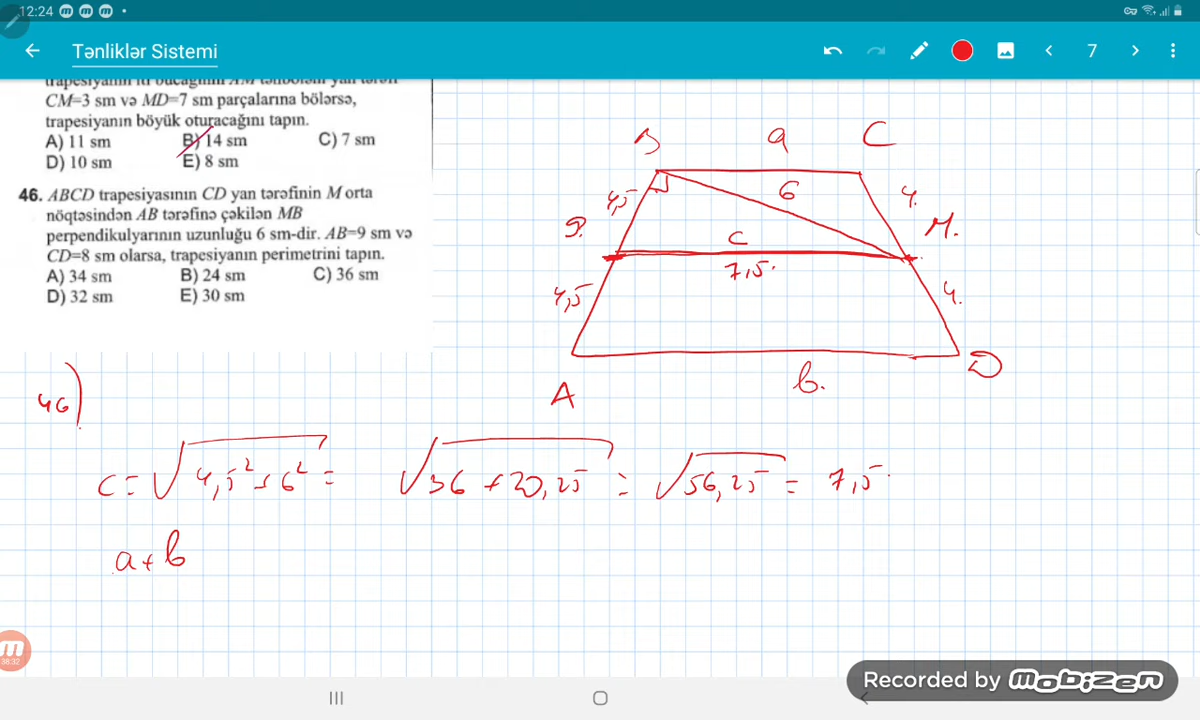 12:24
Tənliklər Sistemi
7
CM=3 sm və MD=7 sm parçalarına bölərsə,
trapesiyanın böyük oturacağını tapın.
A) 11 sm B) 14 sm C) 7 sm
D) 10 sm E) 8 sm
46. ABCD trapesiyasının CD yan tərəfinin M orta
nöqtəsindən AB tərəfinə çəkilən MB
perpendikulyarının uzunluğu 6 sm-dir. AB=9 sm və
CD=8 sm olarsa, trapesiyanın perimetrini tapın.
A) 34 sm B) 24 sm C) 36 sm
D) 32 sm E) 30 sm
B a C
4,5 6 4.
9. c M.
7,5.
4,5 4.
A b. D
46)
c = √4,5²+6² = √36 + 20,25 = √56,25 = 7,5
a + b
38:32
Recorded by mobizen